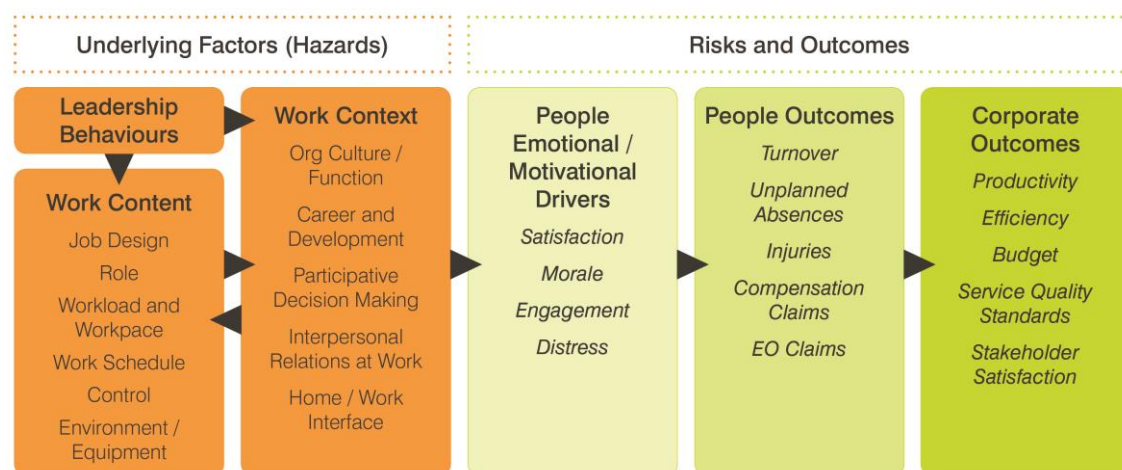 Underlying Factors (Hazards)
Risks and Outcomes
Leadership
Behaviours
Work Content
Job Design
Role
Workload and
Workpace
Work Schedule
Control
Environment /
Equipment
Work Context
Org Culture /
Function
Career and
Development
Participative
Decision Making
Interpersonal
Relations at Work
Home / Work
Interface
People
Emotional /
Motivational
Drivers
Satisfaction
Morale
Engagement
Distress
People Outcomes
Turnover
Unplanned
Absences
Injuries
Compensation
Claims
EO Claims
Corporate
Outcomes
Productivity
Efficiency
Budget
Service Quality
Standards
Stakeholder
Satisfaction